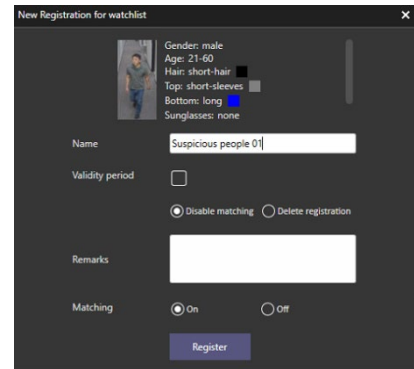 New Registration for watchlist
Gender: male
Age: 21-60
Hair: short-hair
Top: short-sleeves
Bottom: long
Sunglasses: none
Name Suspicious people 01
Validity period
Disable matching Delete registration
Remarks
Matching On Off
Register